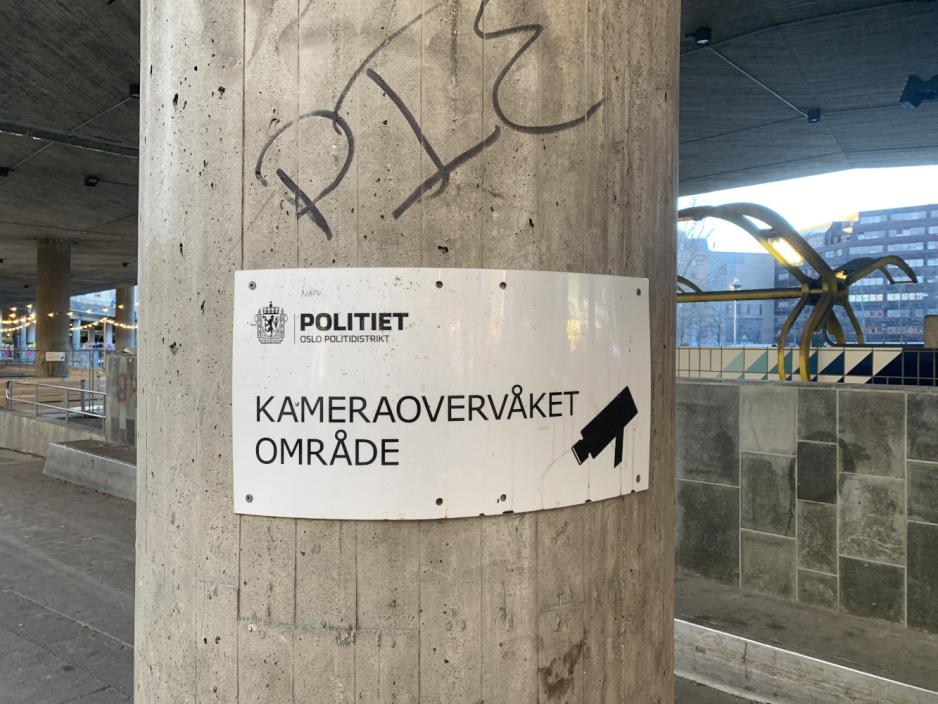 POLITIET
OSLO POLITIDISTRIKT
KAMERAOVERVÅKET
OMRÅDE